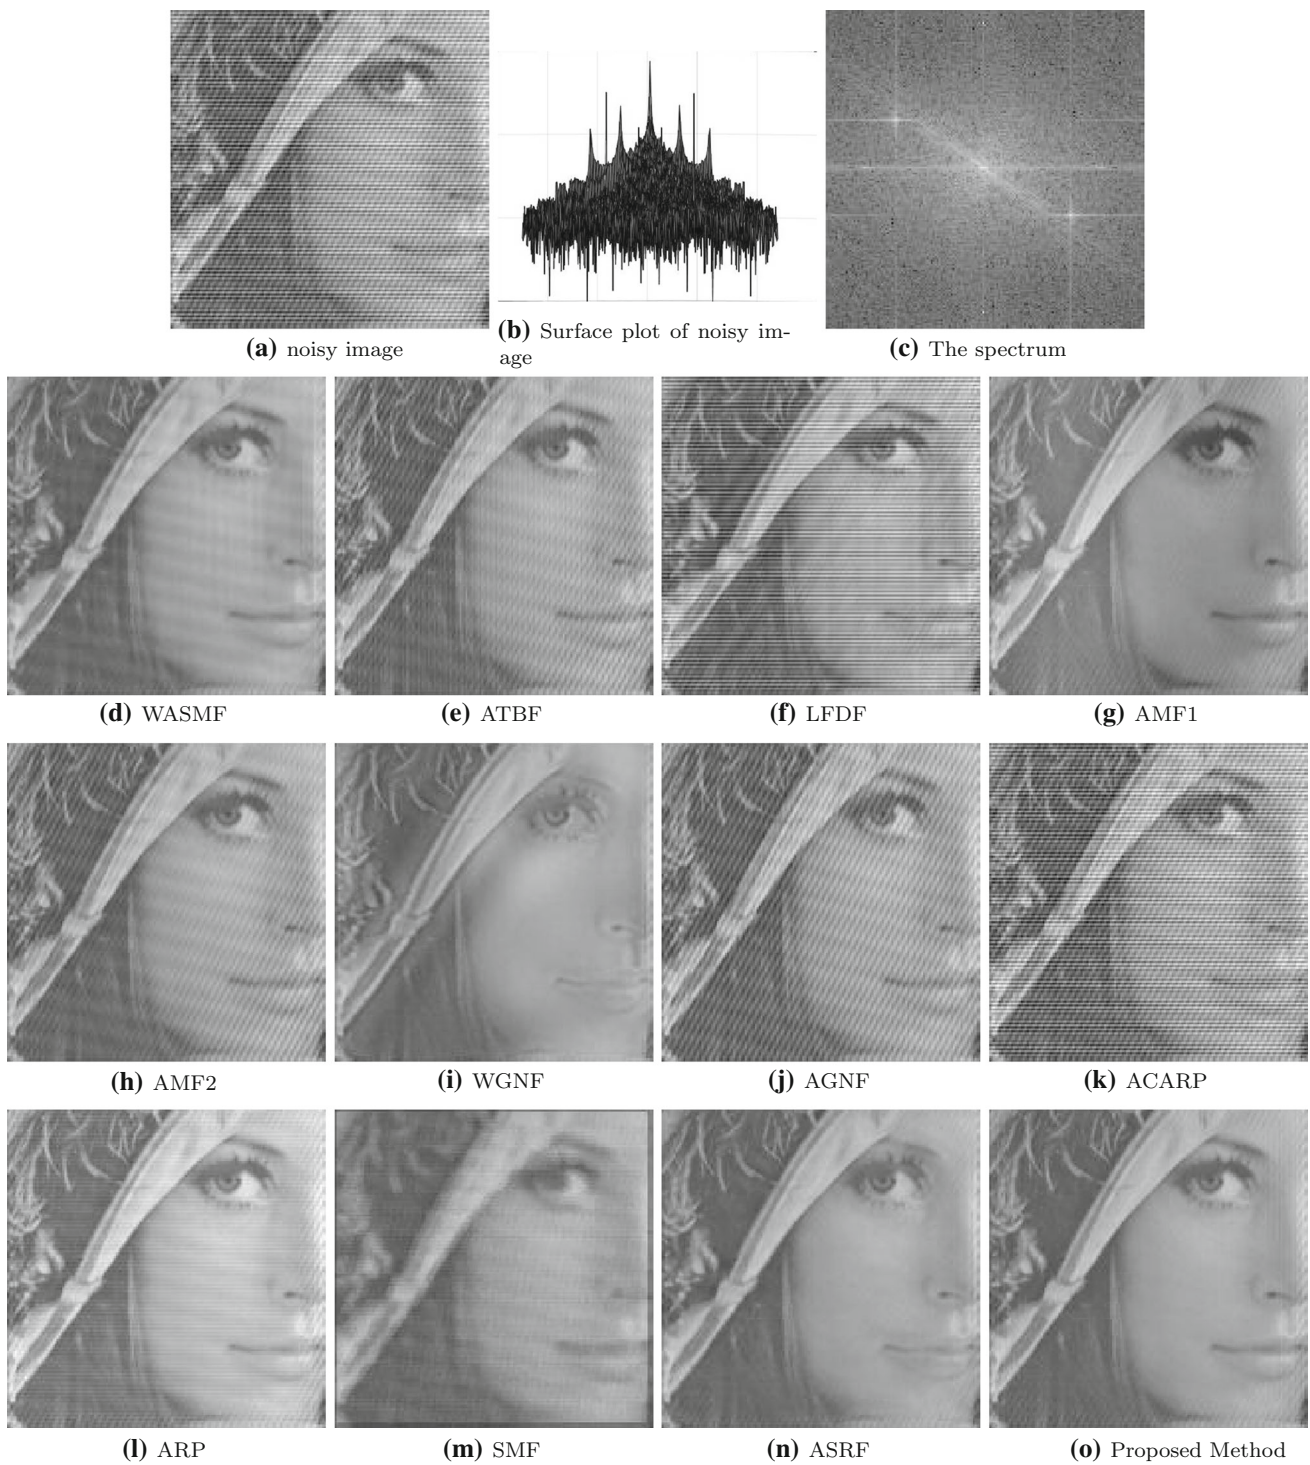 (a) noisy image
(b) Surface plot of noisy im-
age
(c) The spectrum
(d) WASMF
(e) ATBF
(f) LFDF
(g) AMF1
(h) AMF2
(i) WGNF
(j) AGNF
(k) ACARP
(l) ARP
(m) SMF
(n) ASRF
(o) Proposed Method